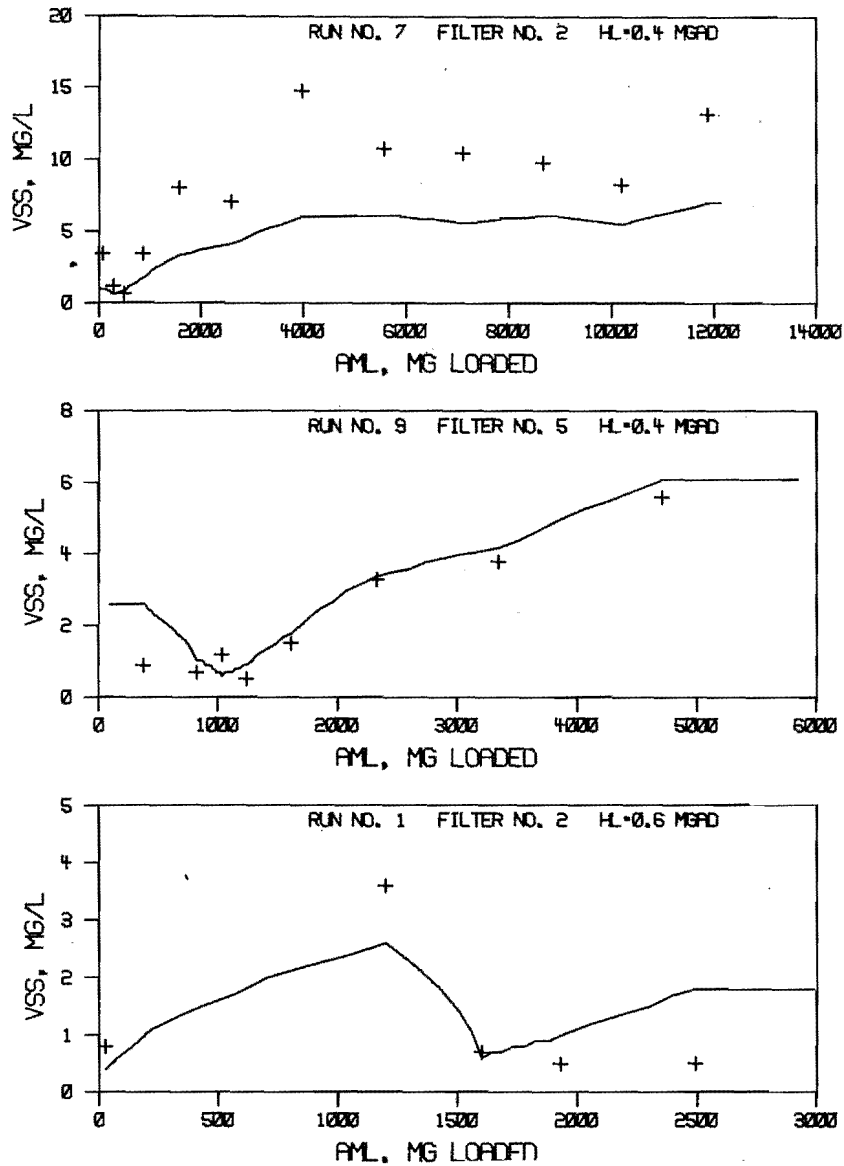 20
RUN NO. 7 FILTER NO. 2 HL=0.4 MGAD
15
10
5
0
VSS, MG/L
0 2000 4000 6000 8000 10000 12000 14000
AML, MG LOADED
8
RUN NO. 9 FILTER NO. 5 HL=0.4 MGAD
6
4
2
0
VSS, MG/L
0 1000 2000 3000 4000 5000 6000
AML, MG LOADED
5
RUN NO. 1 FILTER NO. 2 HL=0.6 MGAD
4
3
2
1
0
VSS, MG/L
0 500 1000 1500 2000 2500 3000
AML, MG LOADED